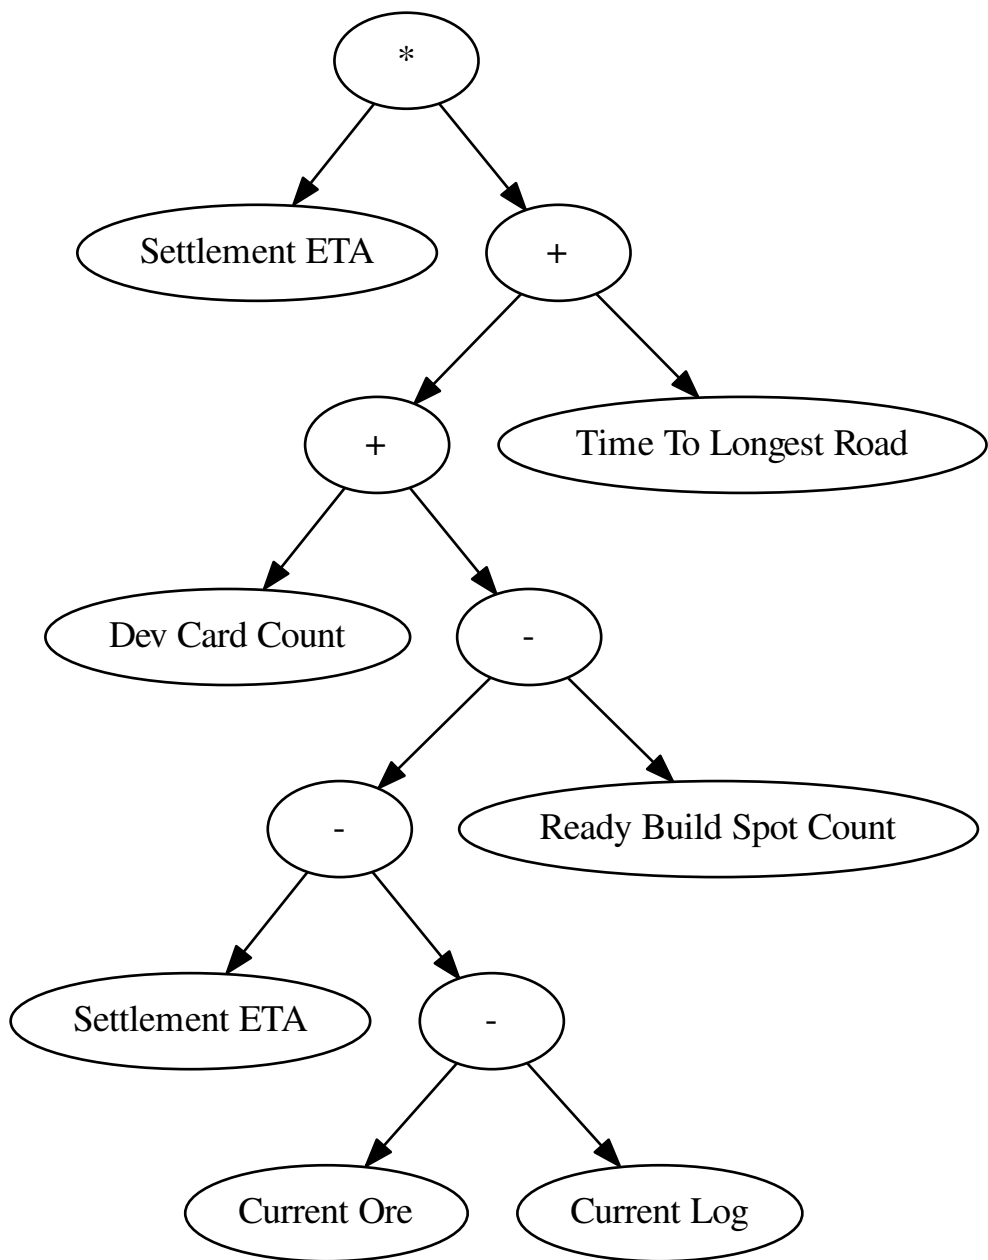 *
Settlement ETA
+
+
Time To Longest Road
Dev Card Count
-
-
Ready Build Spot Count
Settlement ETA
-
Current Ore
Current Log